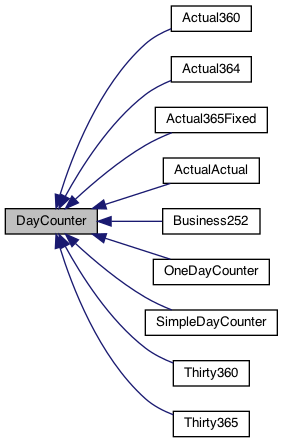 Actual360
Actual364
Actual365Fixed
ActualActual
DayCounter
Business252
OneDayCounter
SimpleDayCounter
Thirty360
Thirty365